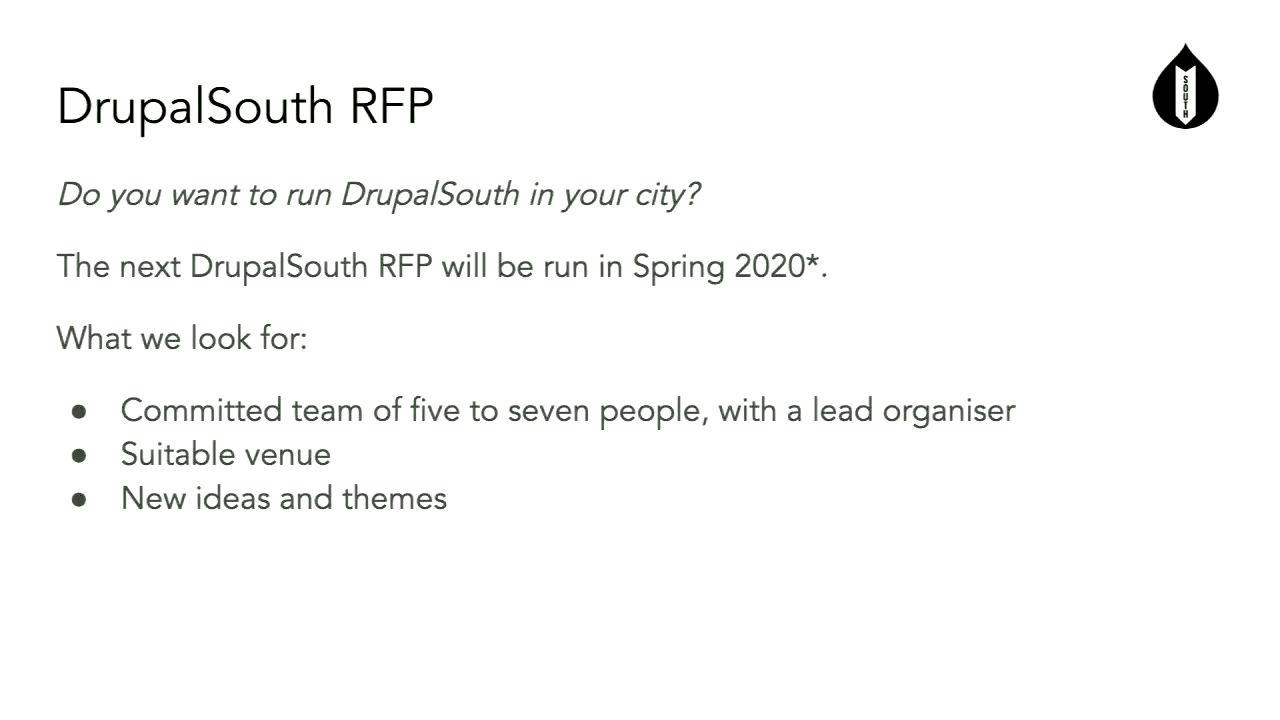 DrupalSouth RFP
SOUTH
Do you want to run DrupalSouth in your city?
The next DrupalSouth RFP will be run in Spring 2020*.
What we look for:
● Committed team of five to seven people, with a lead organiser
● Suitable venue
● New ideas and themes